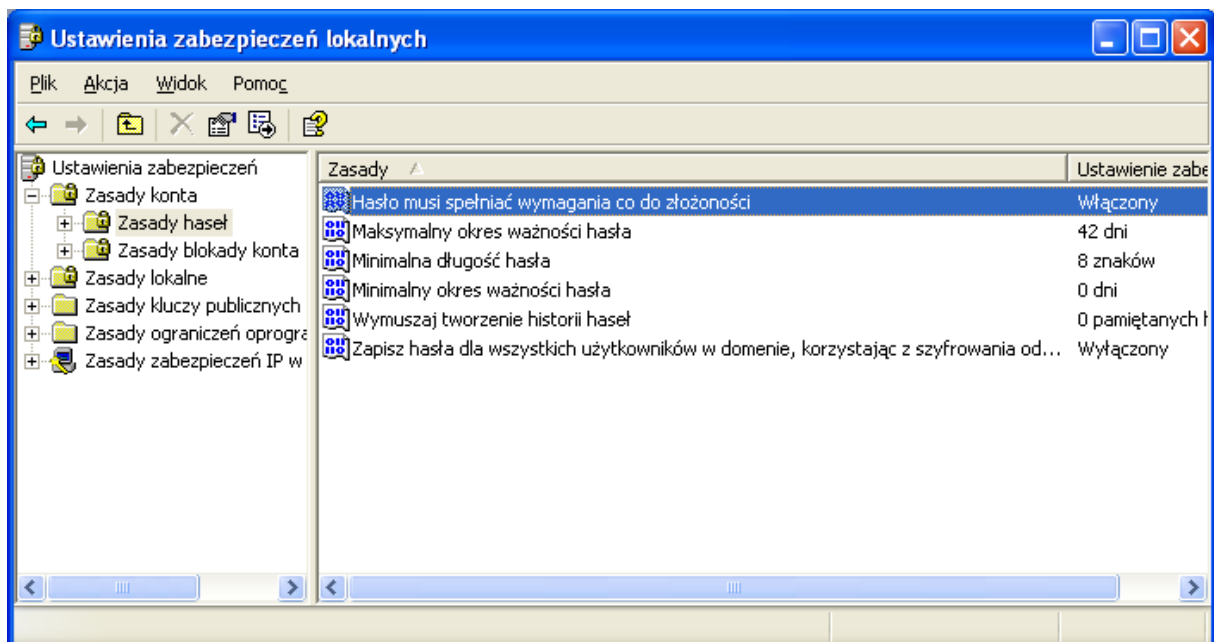 Ustawienia zabezpieczeń lokalnych
Plik Akcja Widok Pomoc
Ustawienia zabezpieczeń
Zasady konta
Zasady haseł
Zasady blokady konta
Zasady lokalne
Zasady kluczy publicznych
Zasady ograniczeń oprogra
Zasady zabezpieczeń IP w
Zasady Ustawienie zabe
Hasło musi spełniać wymagania co do złożoności Włączony
Maksymalny okres ważności hasła 42 dni
Minimalna długość hasła 8 znaków
Minimalny okres ważności hasła 0 dni
Wymuszaj tworzenie historii haseł 0 pamiętanych h
Zapisz hasła dla wszystkich użytkowników w domenie, korzystając z szyfrowania od... Wyłączony